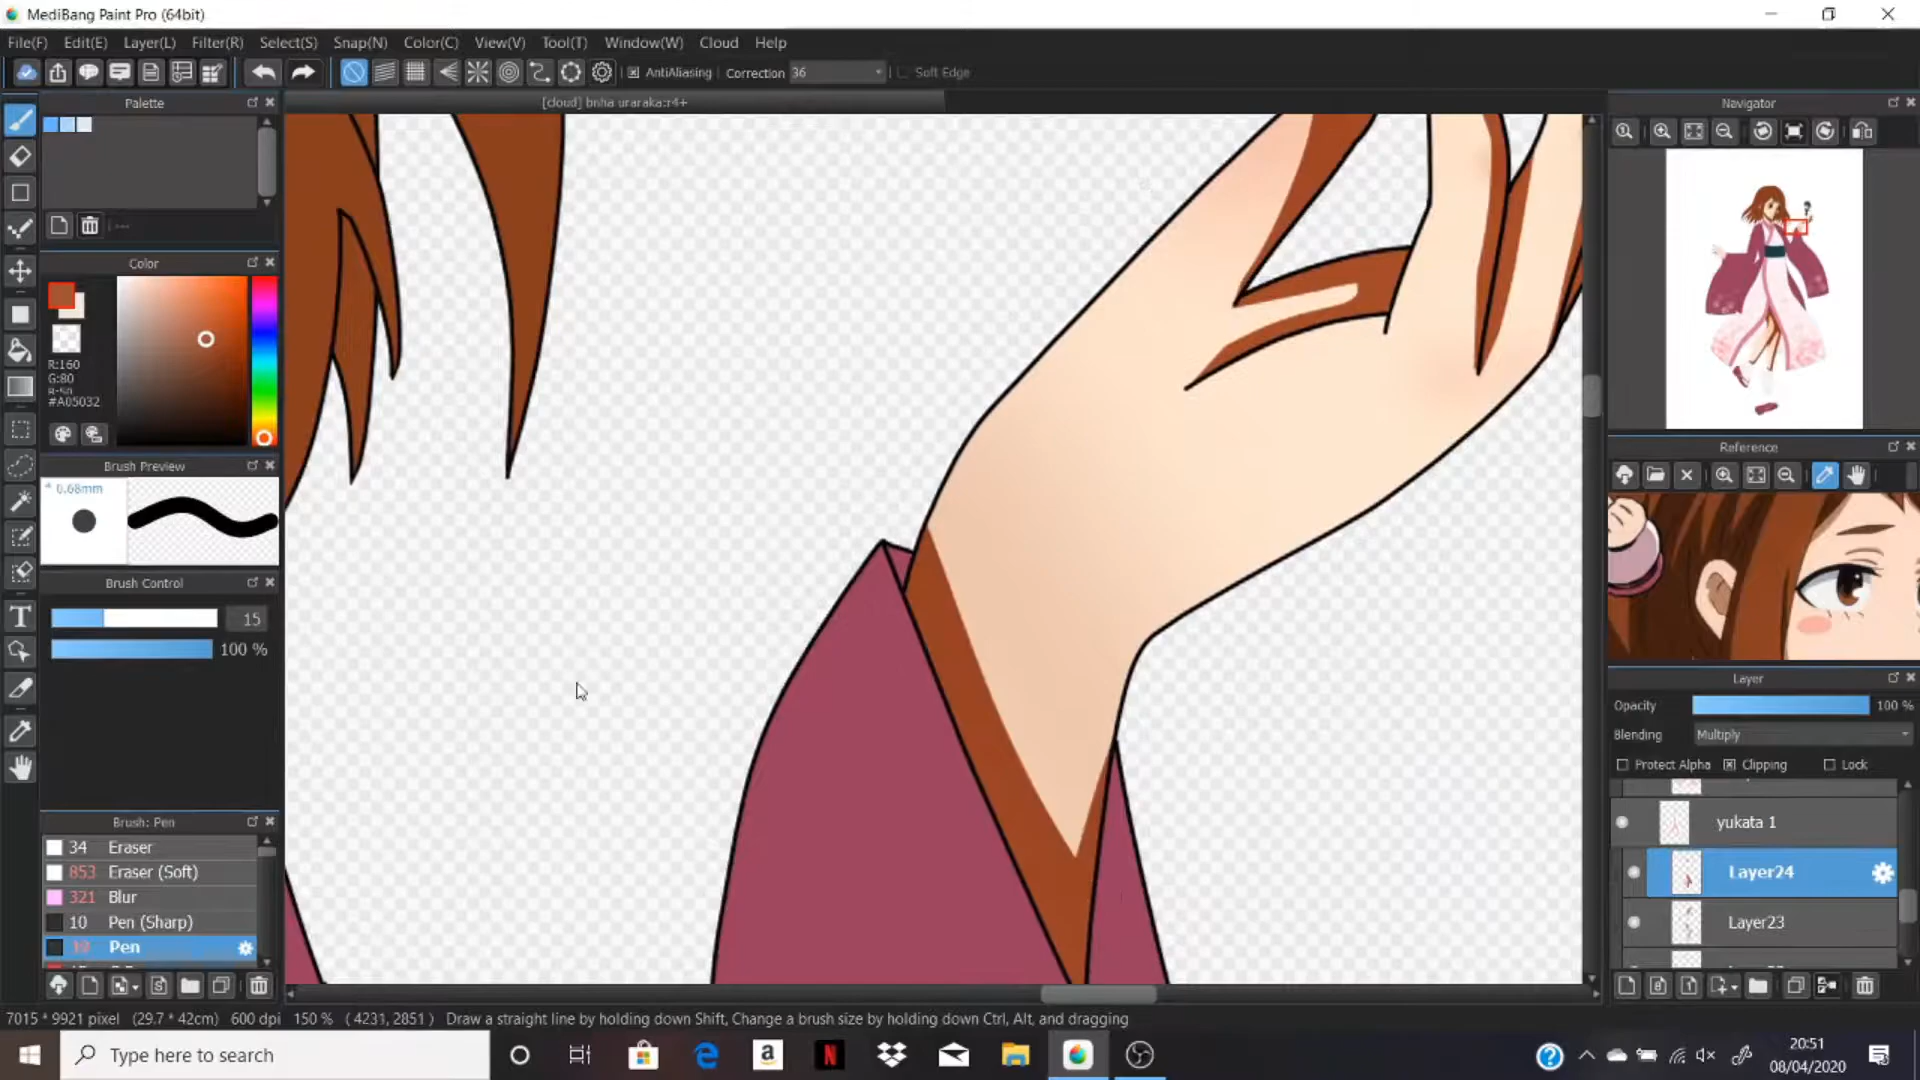 MediBang Paint Pro (64bit)
File(F) Edit(E) Layer(L) Filter(R) Select(S) Snap(N) Color(C) View(V) Tool(T) Window(W) Cloud Help
AntiAliasing Correction 36 Soft Edge
Palette
[cloud] bnha uraraka:r4+
Navigator
Color
R:160
G:80
#A05032
Brush Preview
* 0.68mm
Reference
Brush Control
15
100 %
Layer
Opacity 100 %
Blending Multiply
Protect Alpha Clipping Lock
yukata 1
Layer24
Layer23
Brush: Pen
34 Eraser
853 Eraser (Soft)
321 Blur
10 Pen (Sharp)
Pen
7015 * 9921 pixel (29.7 * 42cm) 600 dpi 150 % ( 4231, 2851 ) Draw a straight line by holding down Shift, Change a brush size by holding down Ctrl, Alt, and dragging
Type here to search
20:51
08/04/2020